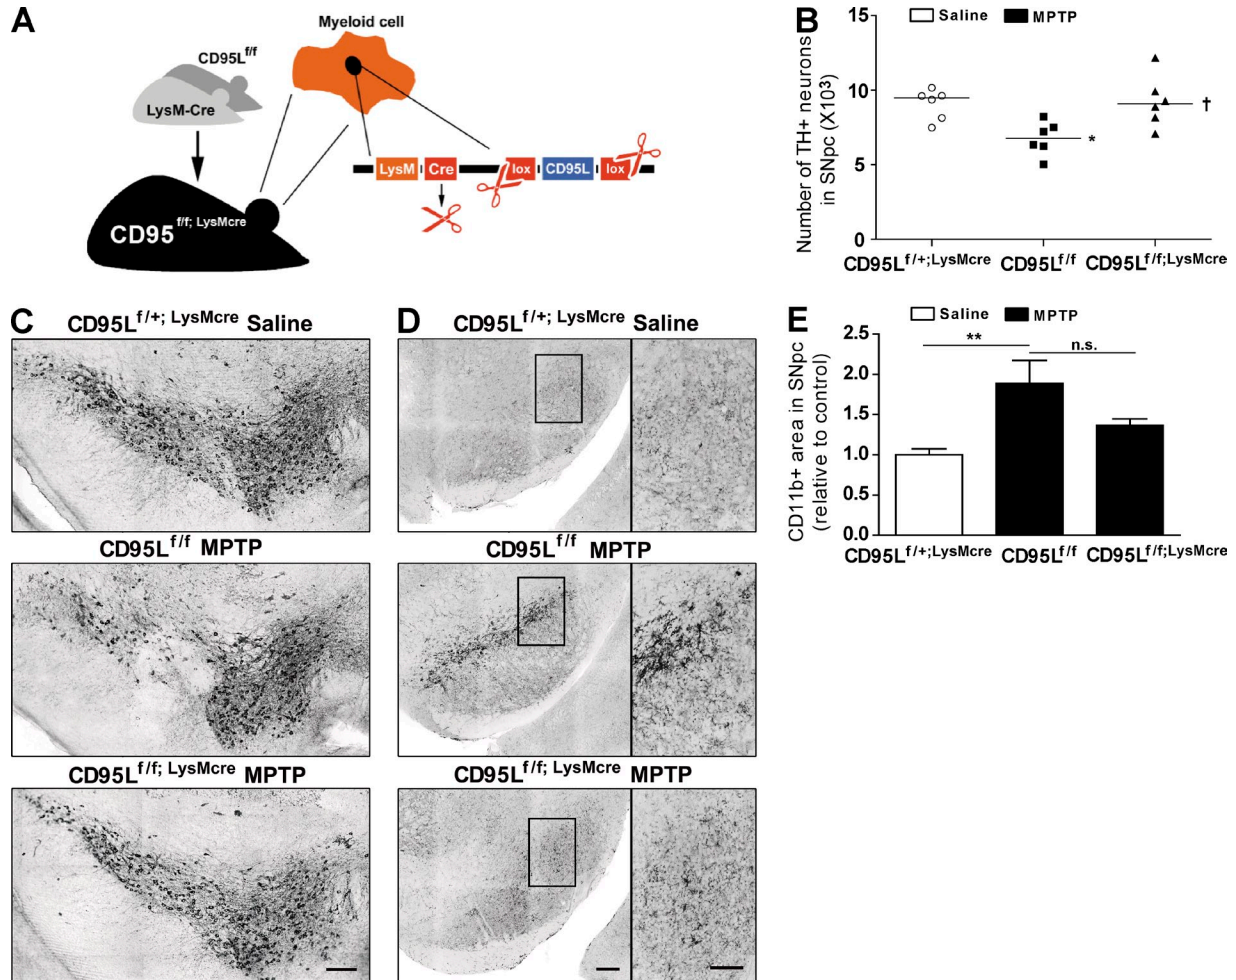 A
Myeloid cell
CD95L f/f
LysM-Cre
CD95 f/f; LysMcre
LysM Cre lox CD95L lox
B
Saline MPTP
Number of TH+ neurons
in SNpc (X10³)
15
10
5
0
*
†
CD95L f/+;LysMcre CD95L f/f CD95L f/f;LysMcre
C
CD95L f/+; LysMcre Saline
CD95L f/f MPTP
CD95L f/f; LysMcre MPTP
D
CD95L f/+; LysMcre Saline
CD95L f/f MPTP
CD95L f/f; LysMcre MPTP
E
Saline MPTP
CD11b+ area in SNpc
(relative to control)
2.5
2.0
1.5
1.0
0.5
0.0
**
n.s.
CD95L f/+;LysMcre CD95L f/f CD95L f/f;LysMcre